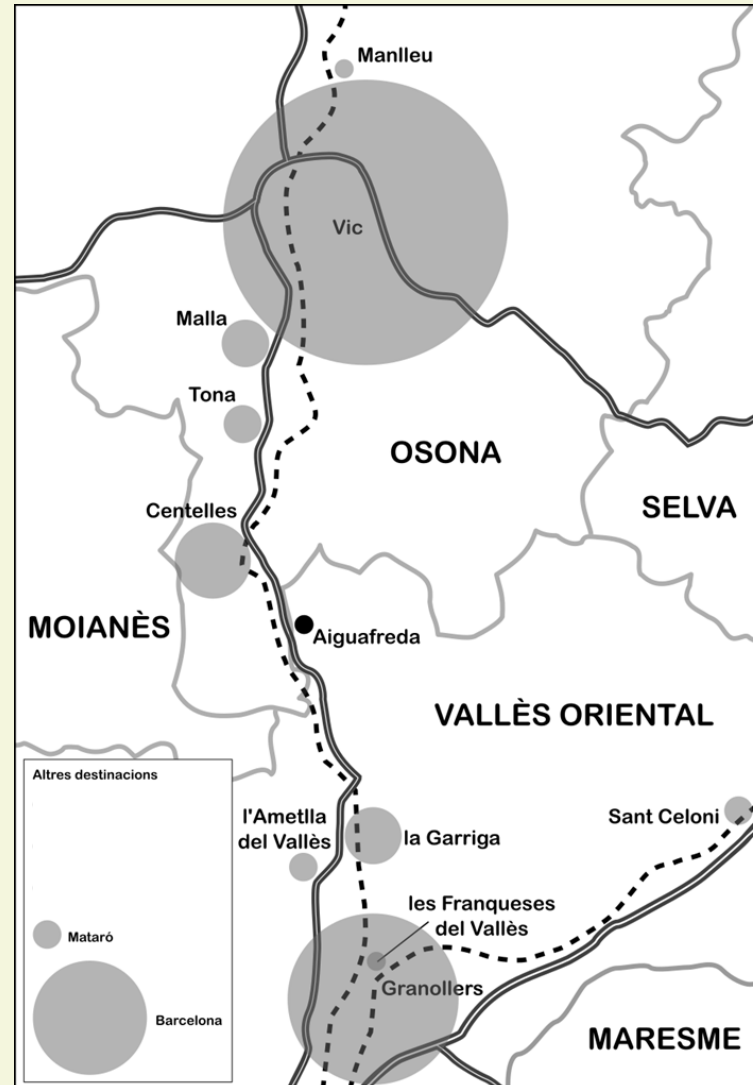 Manlleu
Vic
Malla
Tona
OSONA
SELVA
Centelles
MOIANÈS
Aiguafreda
VALLÈS ORIENTAL
Altres destinacions
l'Ametlla
del Vallès
la Garriga
Sant Celoni
les Franqueses
del Vallès
Mataró
Granollers
Barcelona
MARESME